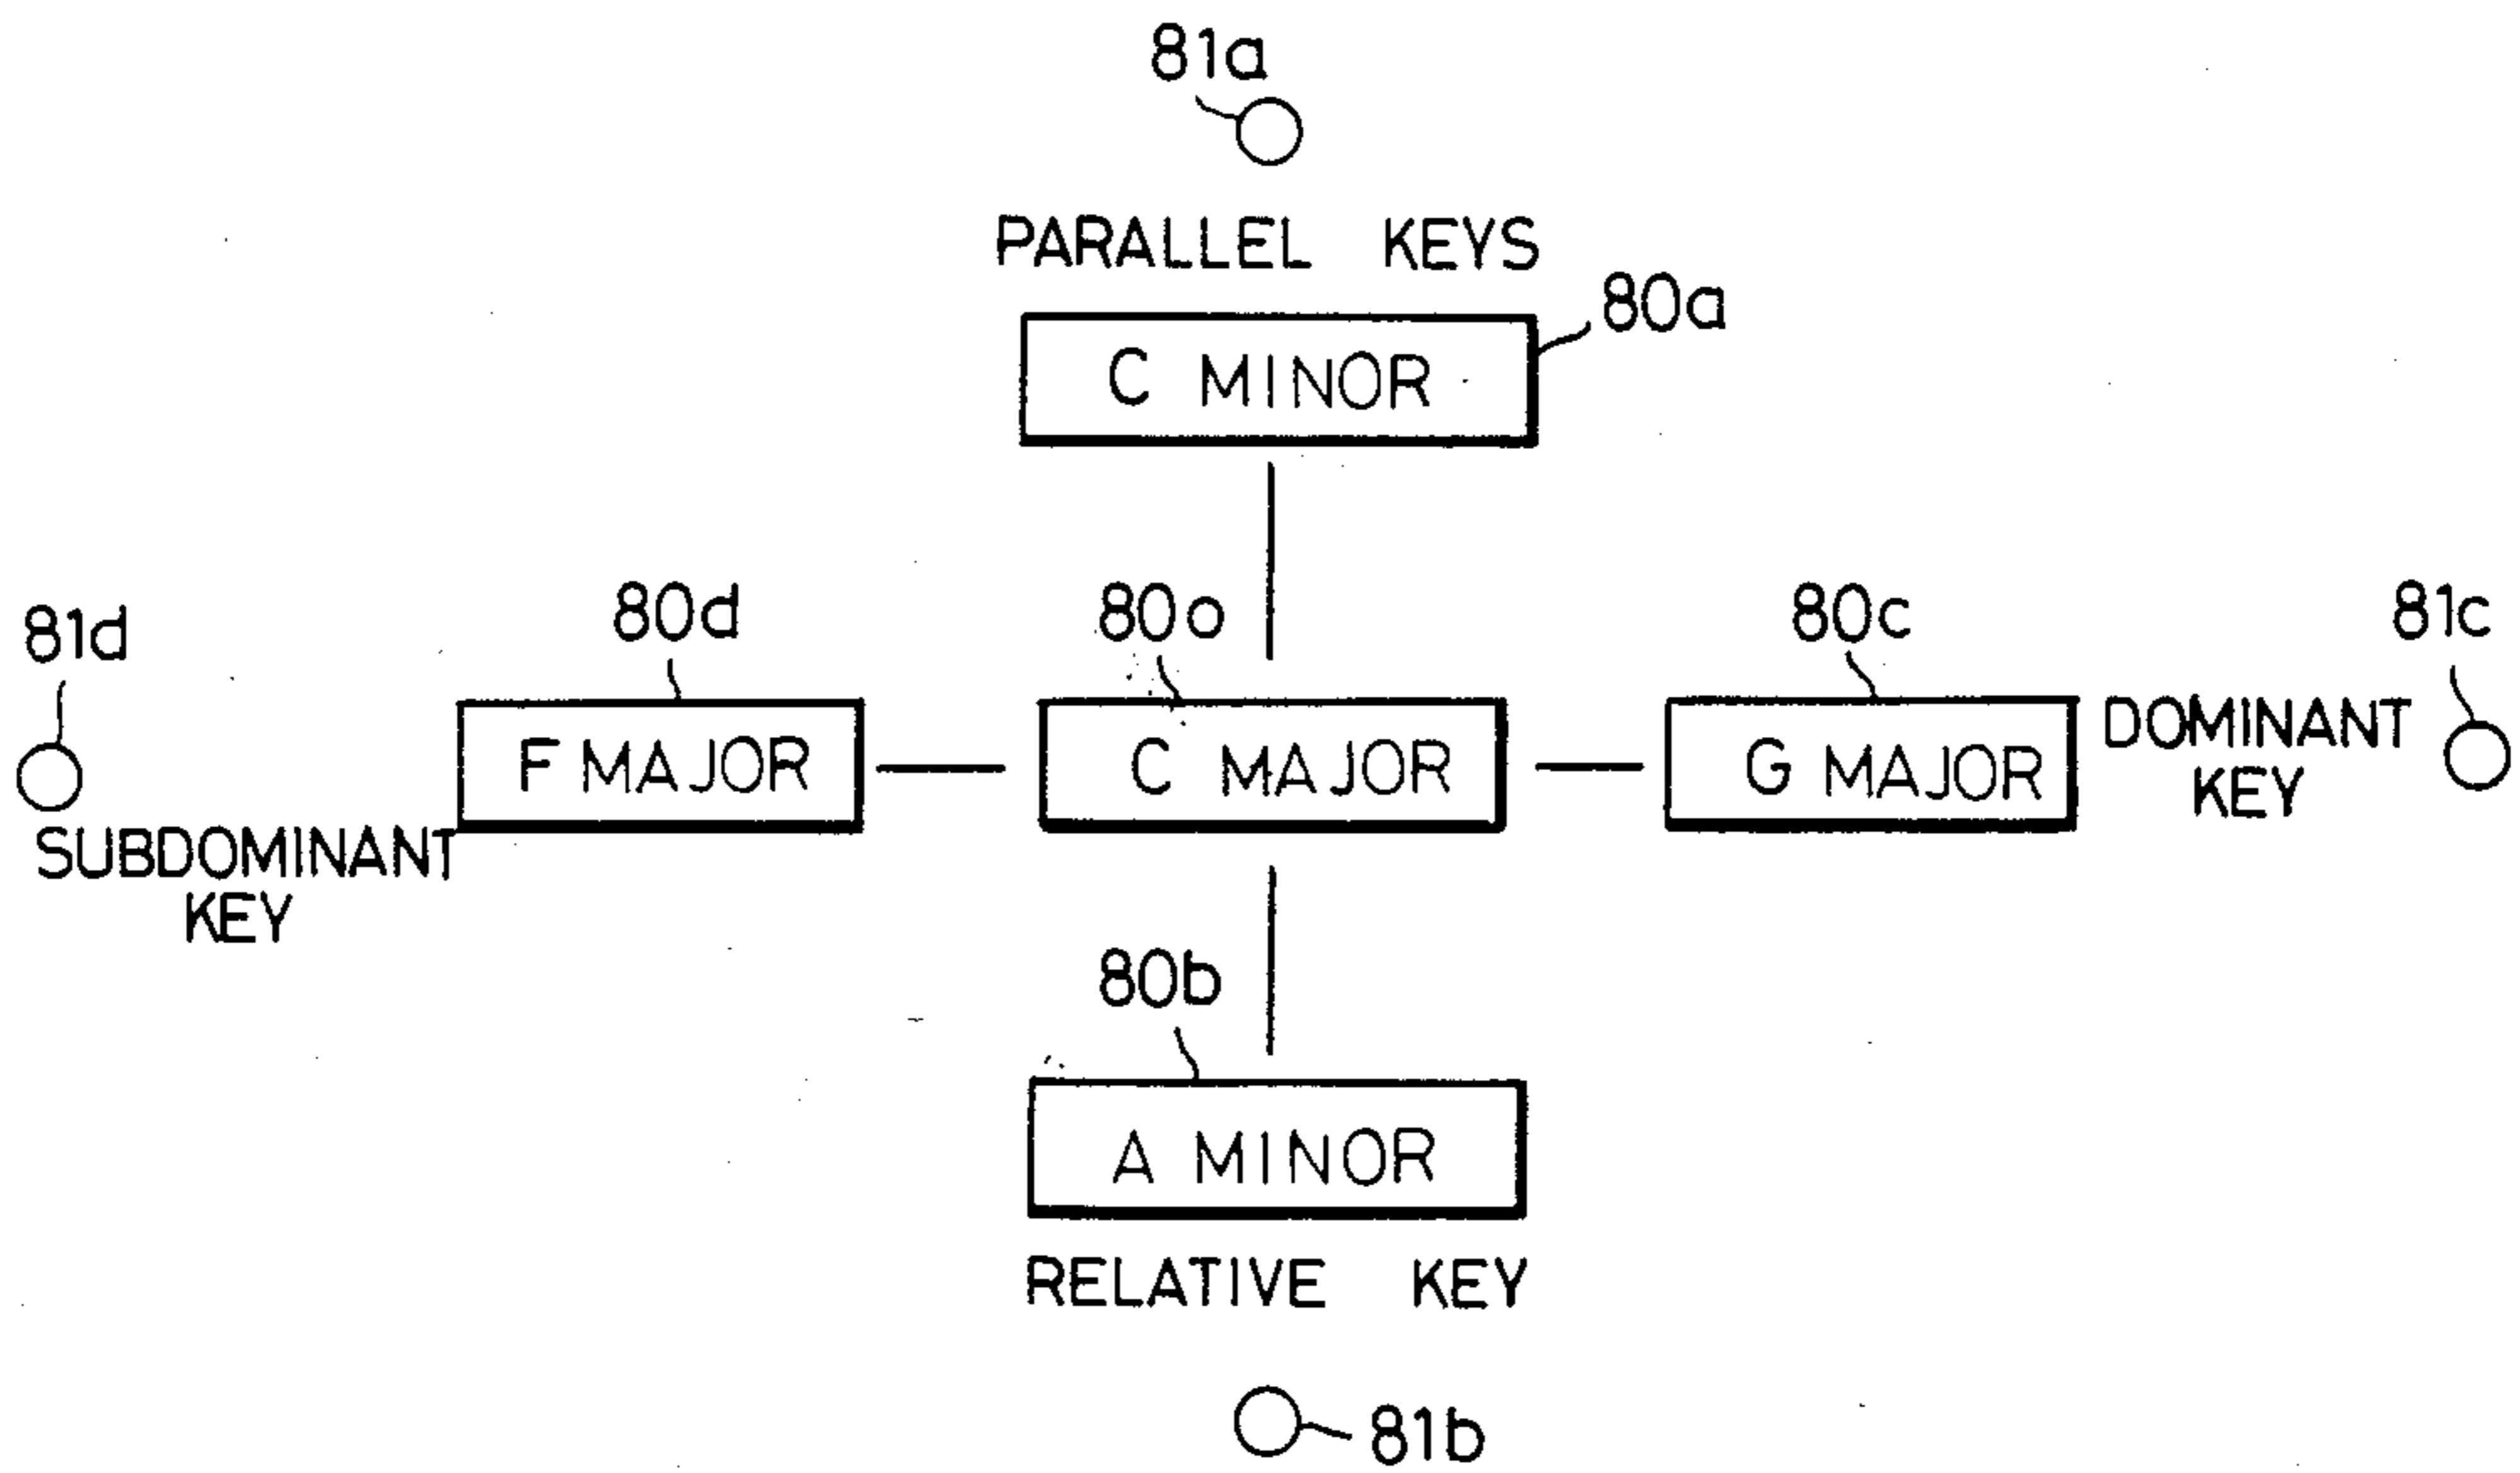 81a
PARALLEL KEYS
80a
C MINOR
81d
80d
80o
80c
81c
F MAJOR
C MAJOR
G MAJOR
DOMINANT
KEY
SUBDOMINANT
KEY
80b
A MINOR
RELATIVE KEY
81b